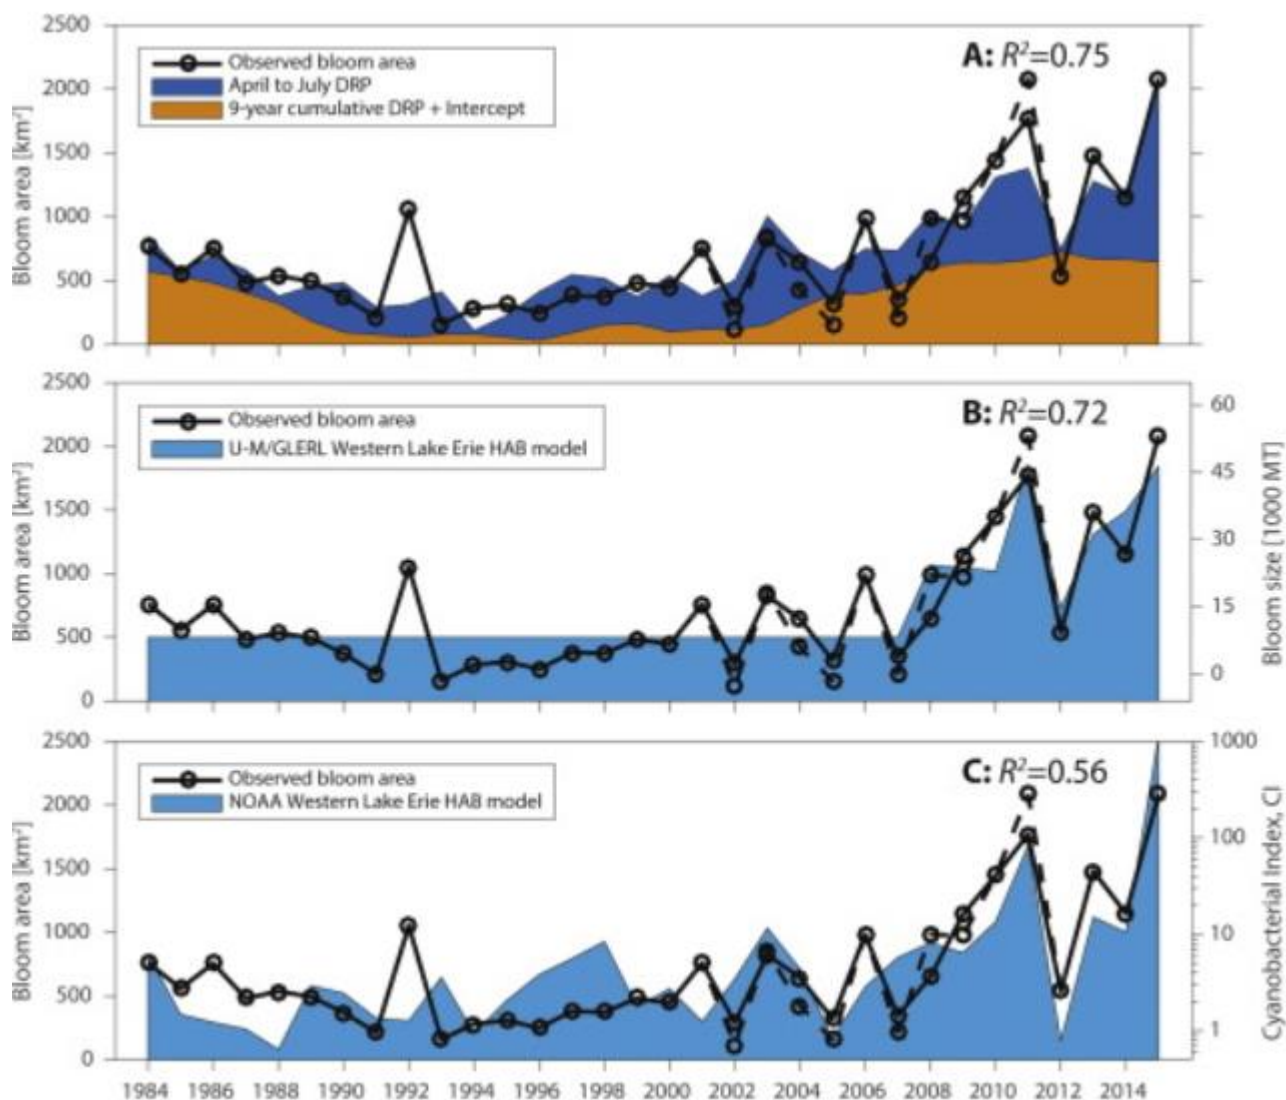 2500
2000
1500
1000
500
0
Bloom area [km²]
Observed bloom area
April to July DRP
9-year cumulative DRP + Intercept
A: R²=0.75
2500
2000
1500
1000
500
0
Bloom area [km²]
Observed bloom area
U-M/GLERL Western Lake Erie HAB model
B: R²=0.72
60
45
30
15
0
Bloom size [1000 MT]
2500
2000
1500
1000
500
0
Bloom area [km²]
Observed bloom area
NOAA Western Lake Erie HAB model
C: R²=0.56
1000
100
10
1
Cyanobacterial Index, CI
1984 1986 1988 1990 1992 1994 1996 1998 2000 2002 2004 2006 2008 2010 2012 2014